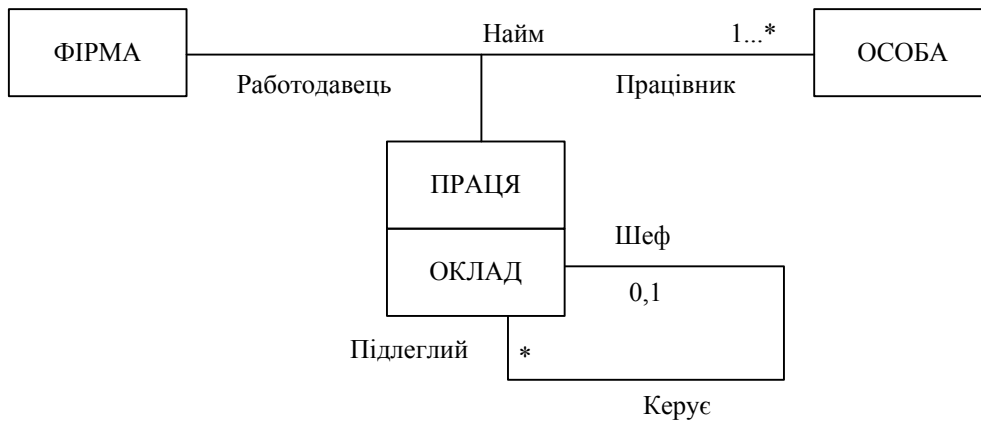 Найм
1...*
ФІРМА
ОСОБА
Работодавець
Працівник
ПРАЦЯ
Шеф
ОКЛАД
0,1
Підлеглий
*
Керує